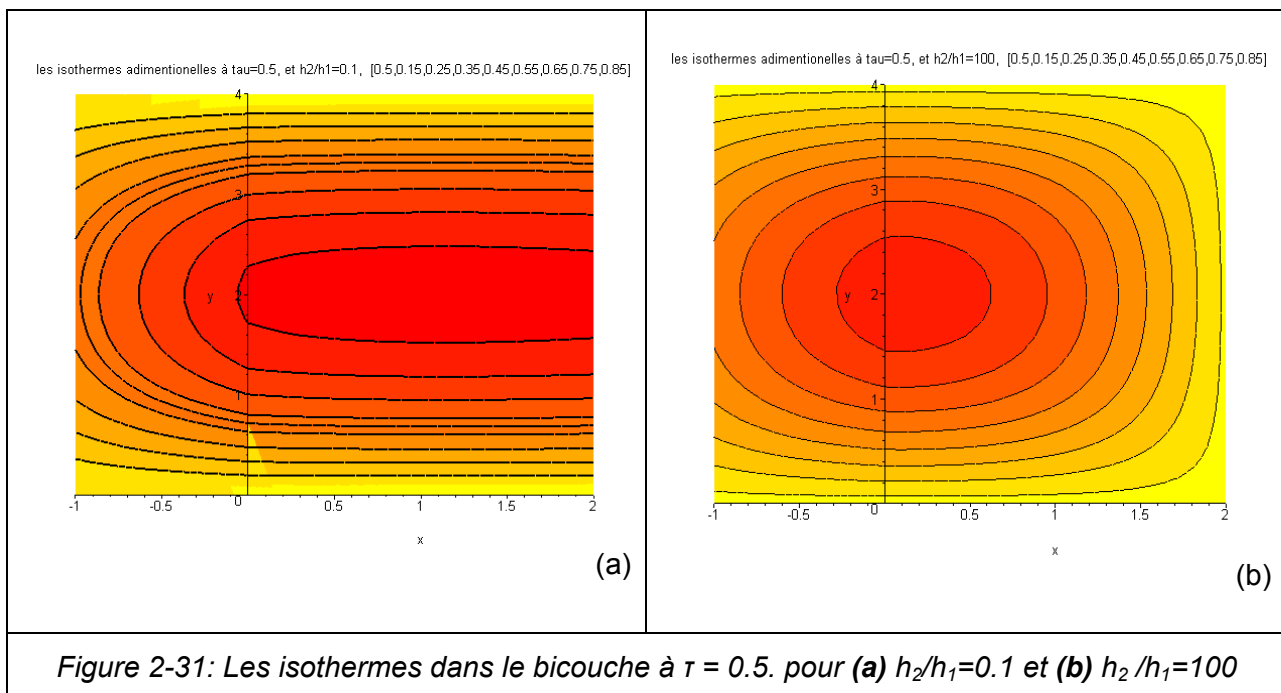 les isothermes adimentionelles à tau=0.5, et h2/h1=0.1, [0.5,0.15,0.25,0.35,0.45,0.55,0.65,0.75,0.85]
4
3
y 2
1
-1 -0.5 0 0.5 1 1.5 2
x
(a)
les isothermes adimentionelles à tau=0.5, et h2/h1=100, [0.5,0.15,0.25,0.35,0.45,0.55,0.65,0.75,0.85]
4
3
y 2
1
-1 -0.5 0 0.5 1 1.5 2
x
(b)
Figure 2-31: Les isothermes dans le bicouche à τ = 0.5. pour (a) h2/h1=0.1 et (b) h2 /h1=100